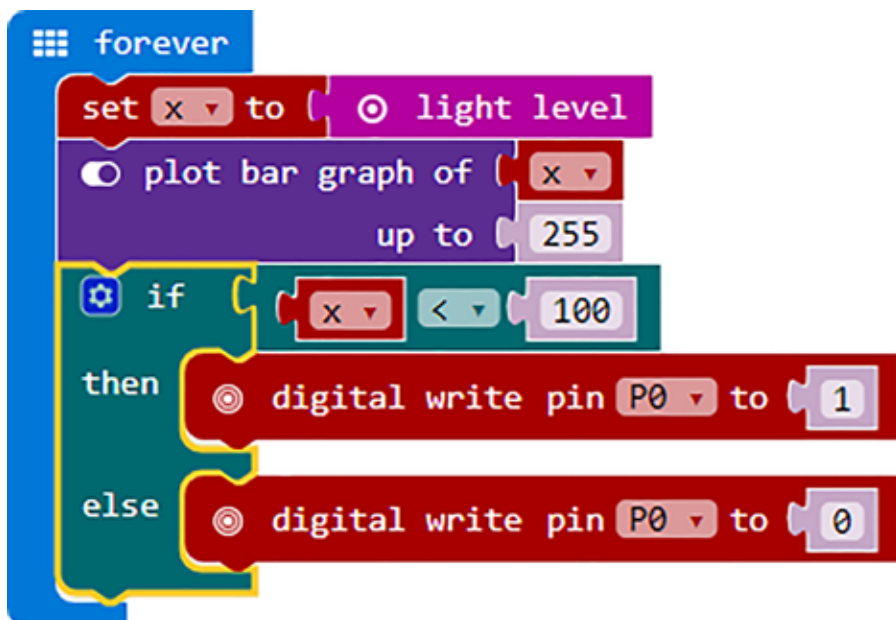 forever
set x to light level
plot bar graph of x
up to 255
if x < 100
then digital write pin P0 to 1
else digital write pin P0 to 0